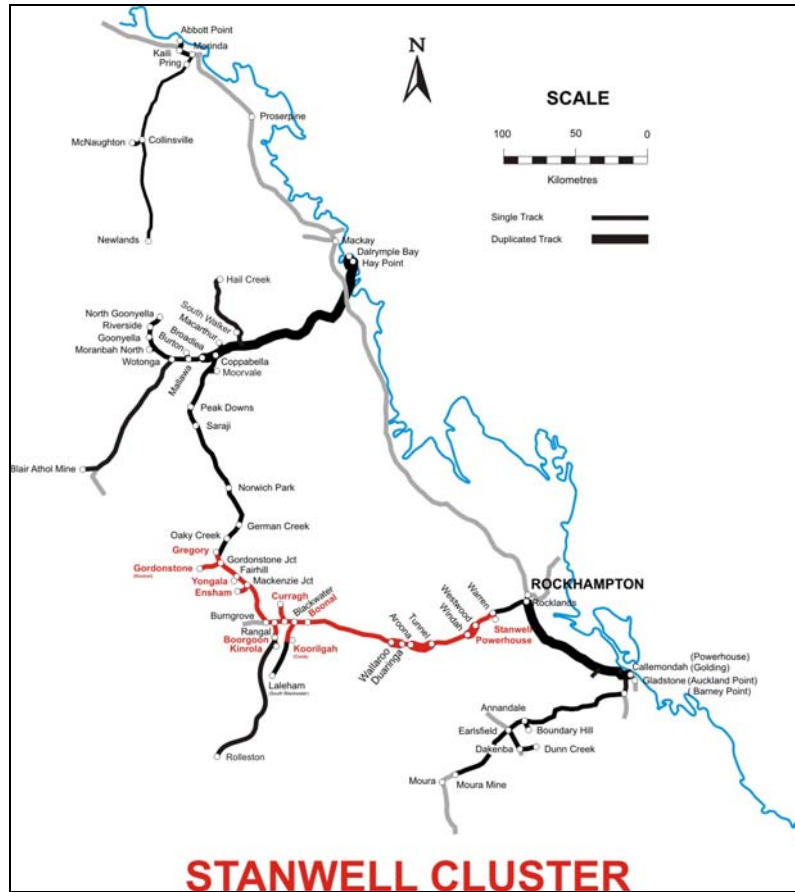 Abbott Point
Kaili
Merinda
Pring
N
SCALE
100 50 0
Kilometres
Single Track
Duplicated Track
Proserpine
McNaughton
Collinsville
Newlands
Mackay
Dalrymple Bay
Hay Point
Hail Creek
South Walker
Macarthur
North Goonyella
Riverside
Goonyella
Moranbah North
Wotonga
Broadlea
Burton
Mallawa
Coppabella
Moorvale
Peak Downs
Saraji
Blair Athol Mine
Norwich Park
German Creek
Oaky Creek
Gregory
Gordonstone Jct
Gordonstone
Fairhill
Yongala
Mackenzie Jct
Ensham
Curragh
Burngrove
Blackwater
Boonal
Rangal
Boorgoon
Kinrola
Koorilgah
(Cook)
Laleham
(South Blackwater)
Rolleston
Wallaroo
Duaringa
Aroona
Tunnel
Windah
Westwood
Warren
Stanwell
Powerhouse
ROCKHAMPTON
Rocklands
Callemondah
(Powerhouse)
(Golding)
Gladstone
(Auckland Point)
( Barney Point)
Annandale
Earlsfield
Boundary Hill
Dakenba
Dunn Creek
Moura
Moura Mine
STANWELL CLUSTER